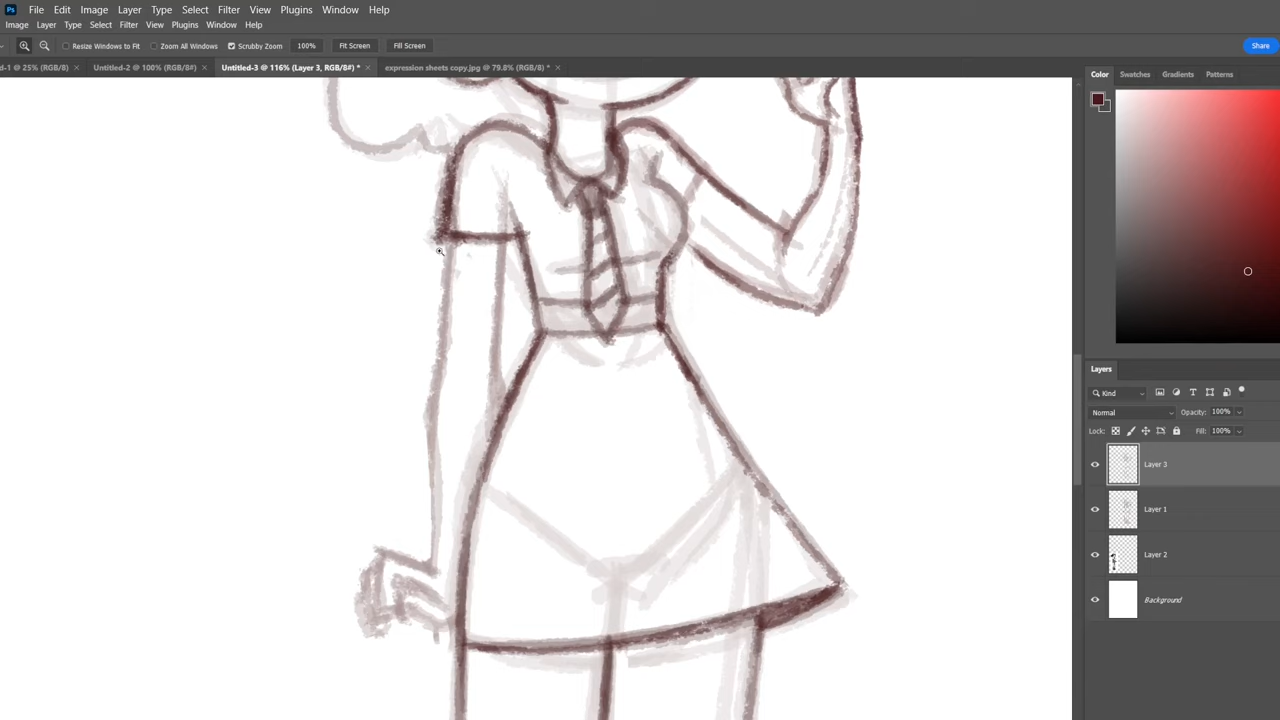 Ps File Edit Image Layer Type Select Filter View Plugins Window Help
Image Layer Type Select Filter View Plugins Window Help
Resize Windows to Fit Zoom All Windows Scrubby Zoom 100% Fit Screen Fill Screen Share
d-1 @ 25% (RGB/8) × Untitled-2 @ 100% (RGB/8#) × Untitled-3 @ 116% (Layer 3, RGB/8#) * × expression sheets copy.jpg @ 79.8% (RGB/8) * ×
Color Swatches Gradients Patterns
Layers
Kind
Normal Opacity: 100%
Lock: Fill: 100%
Layer 3
Layer 1
Layer 2
Background